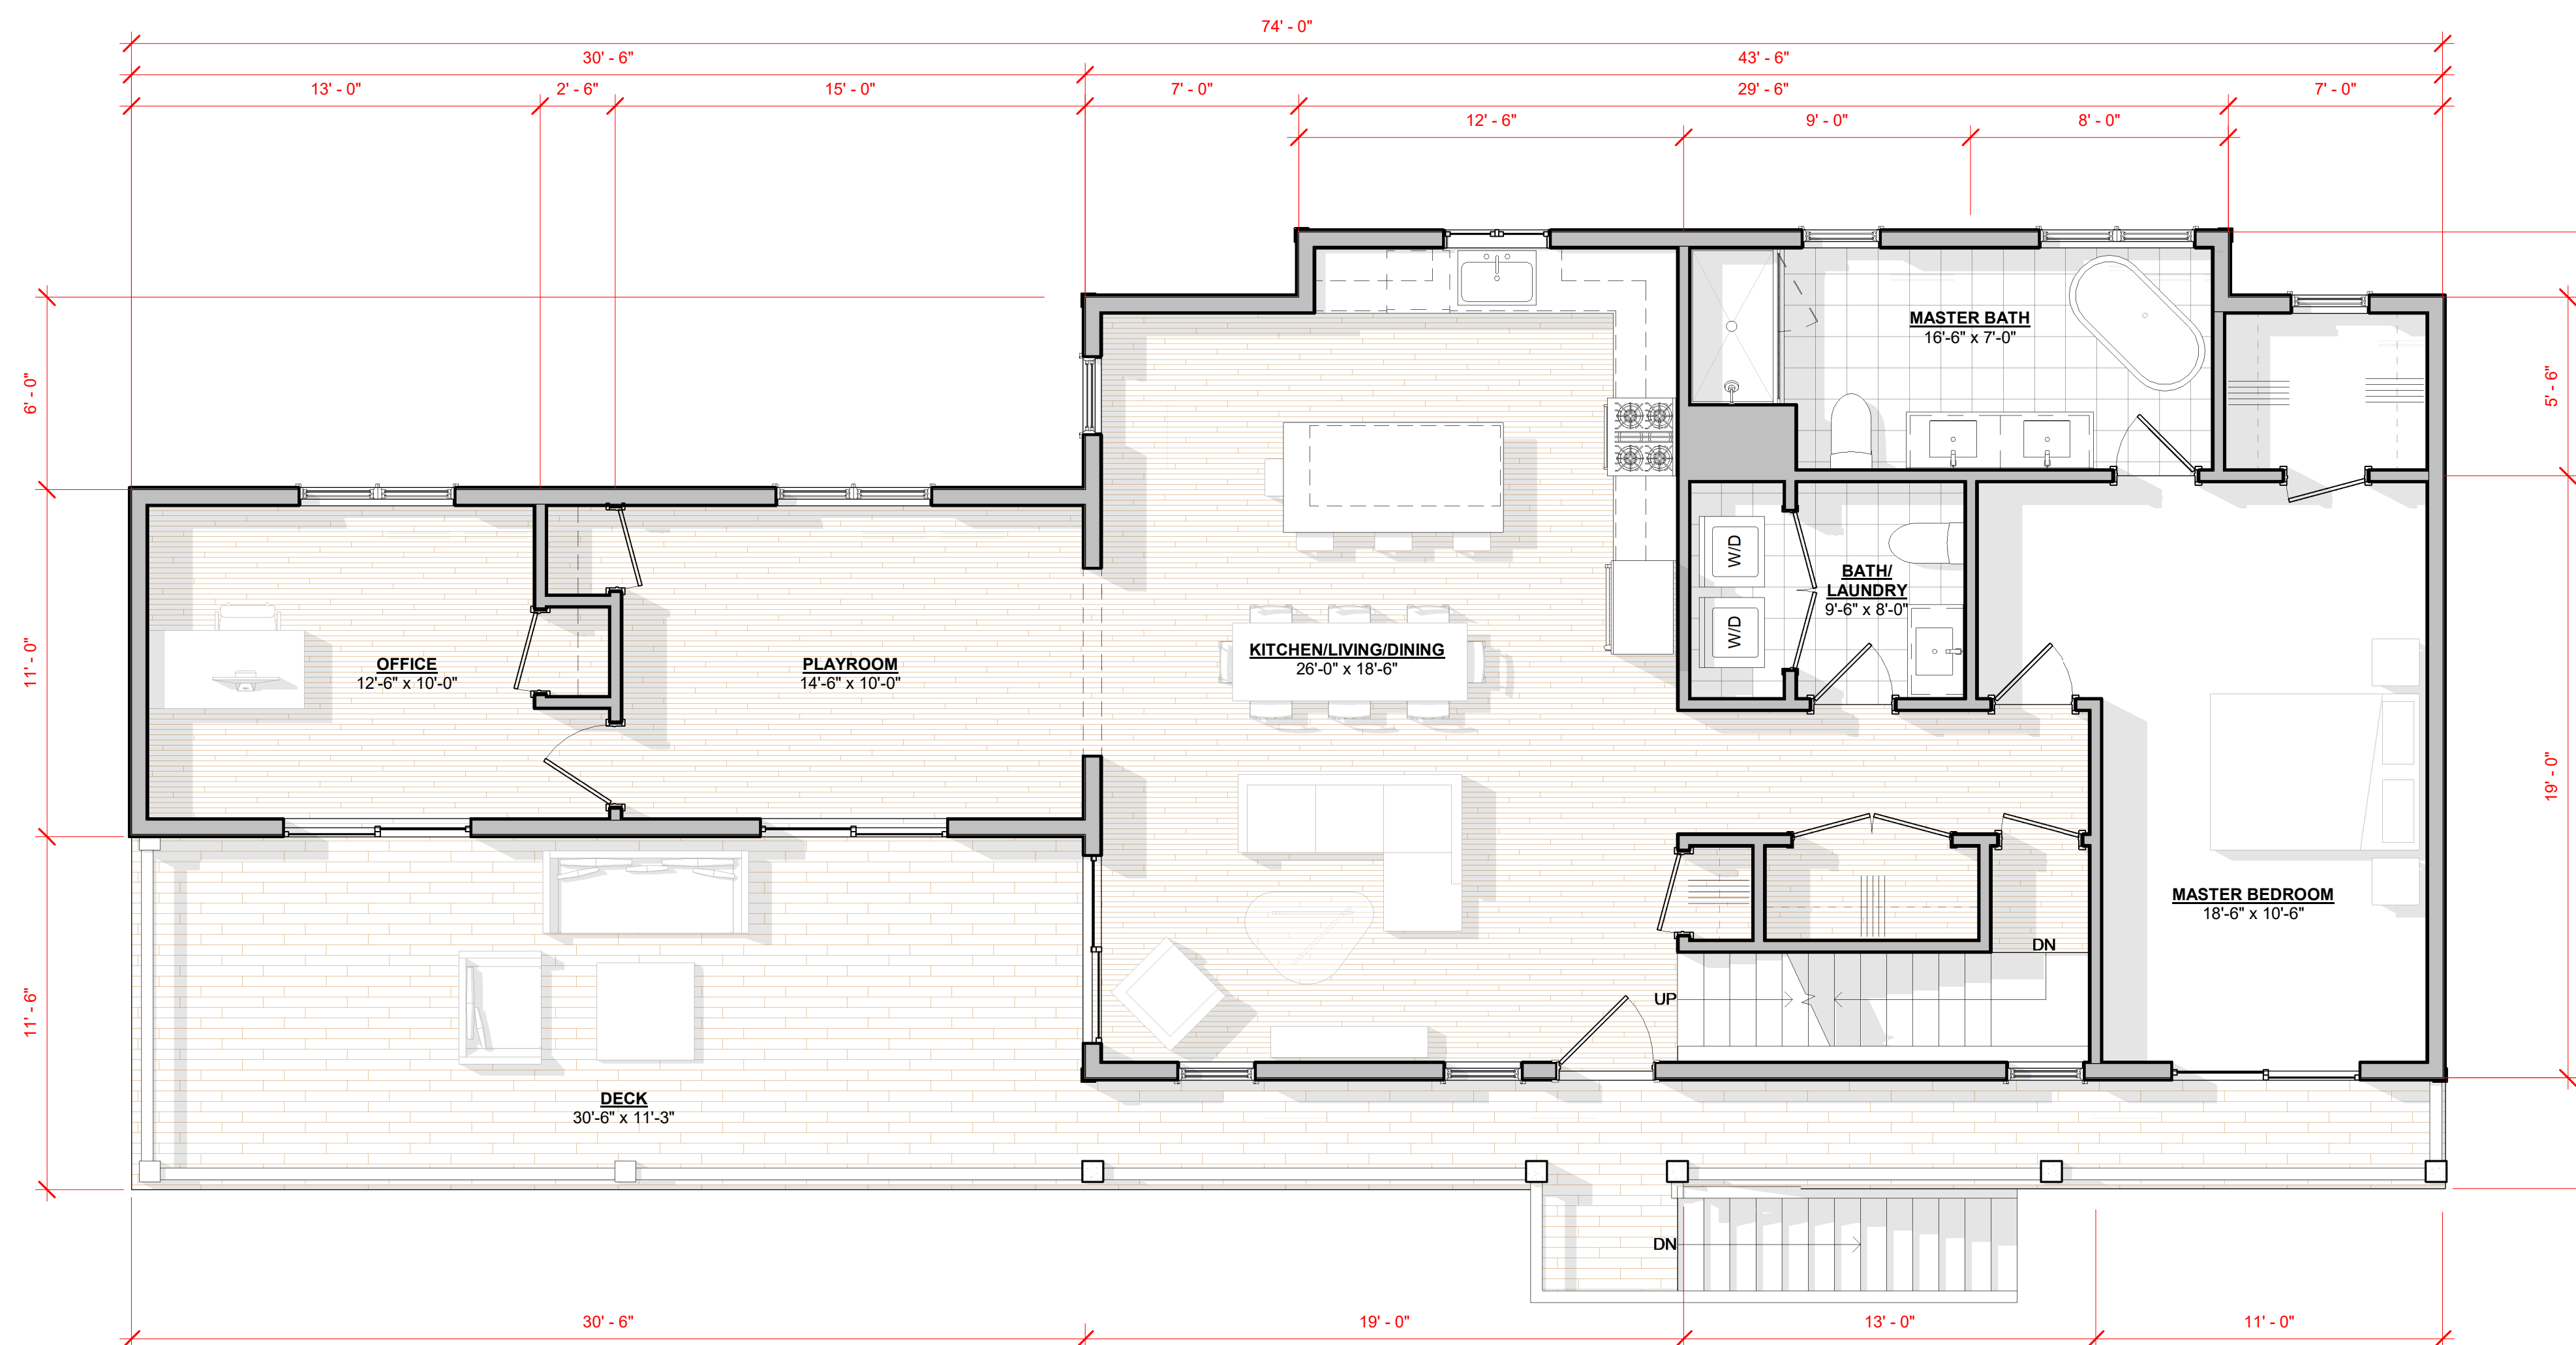 74' - 0"
30' - 6"
43' - 6"
13' - 0"
2' - 6"
15' - 0"
7' - 0"
29' - 6"
7' - 0"
12' - 6"
9' - 0"
8' - 0"
6' - 0"
11' - 0"
11' - 6"
5' - 6"
19' - 0"
MASTER BATH
16'-6" x 7'-0"
W/D
W/D
BATH/
LAUNDRY
9'-6" x 8'-0"
OFFICE
12'-6" x 10'-0"
PLAYROOM
14'-6" x 10'-0"
KITCHEN/LIVING/DINING
26'-0" x 18'-6"
MASTER BEDROOM
18'-6" x 10'-6"
DN
UP
DECK
30'-6" x 11'-3"
DN
30' - 6"
19' - 0"
13' - 0"
11' - 0"